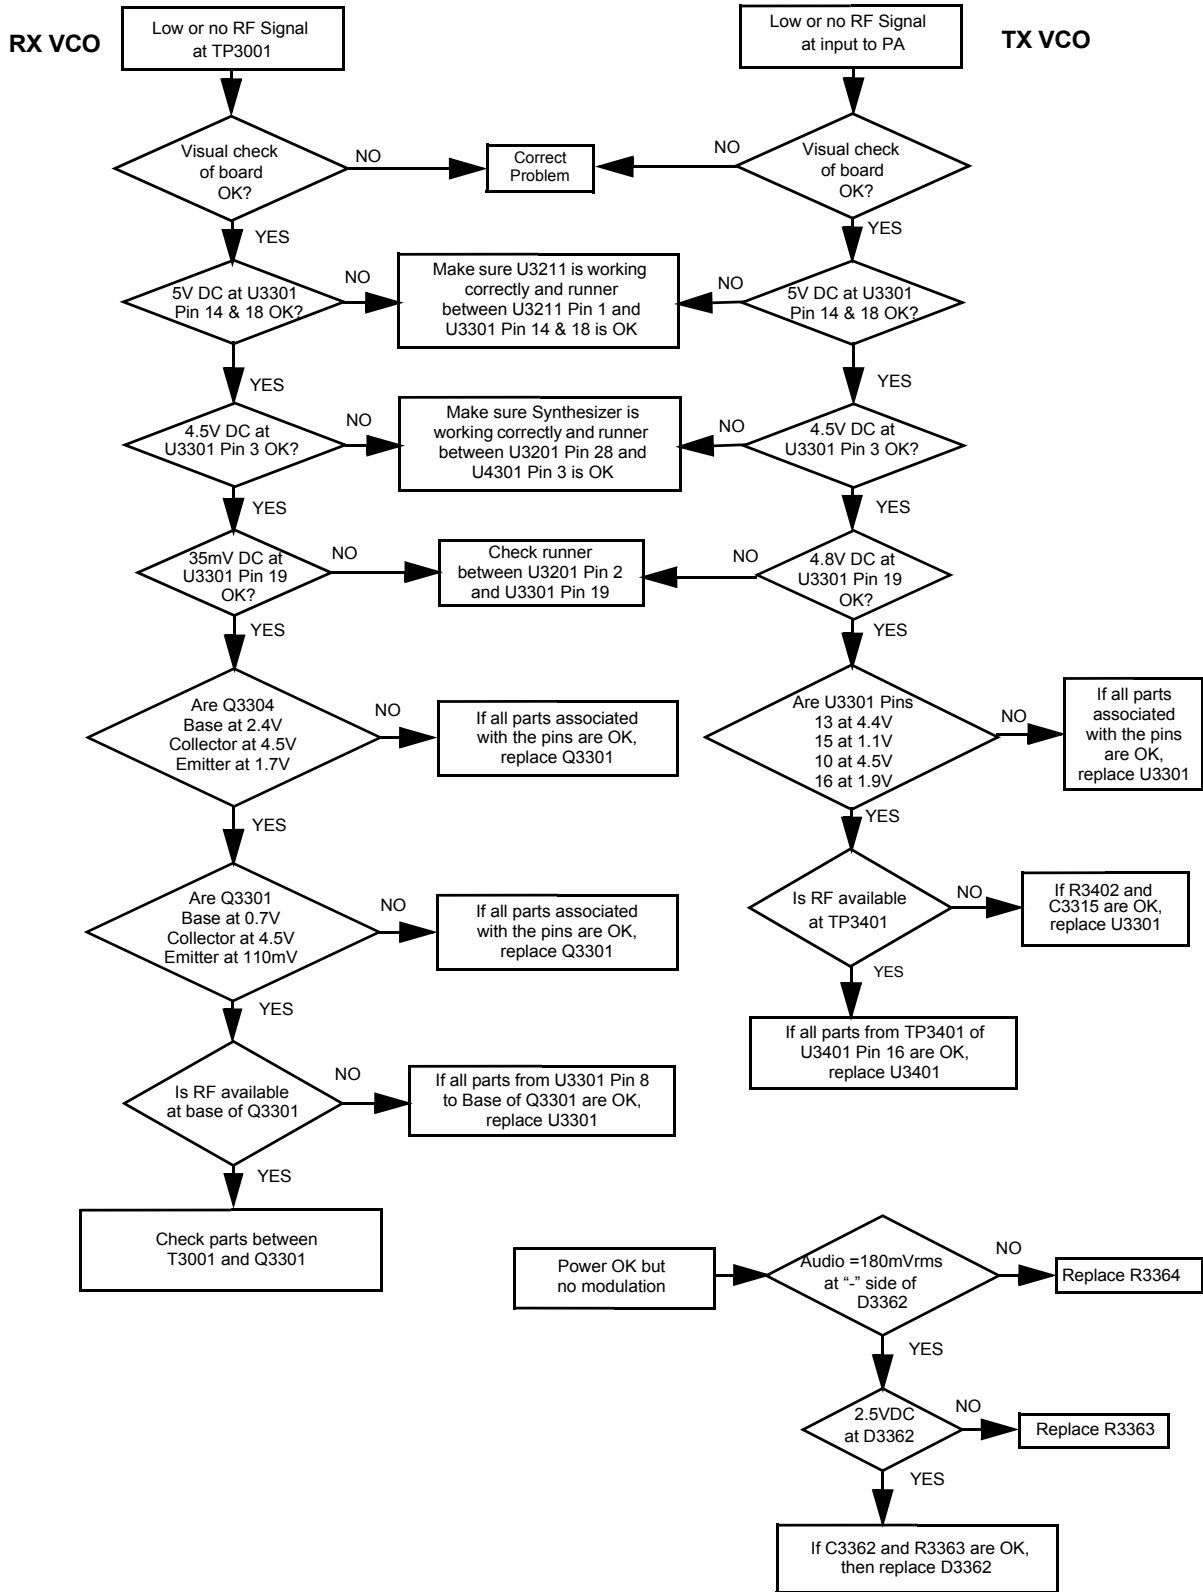 RX VCO
Low or no RF Signal
at TP3001
Visual check
of board
OK?
NO
Correct
Problem
YES
5V DC at U3301
Pin 14 & 18 OK?
NO
Make sure U3211 is working
correctly and runner
between U3211 Pin 1 and
U3301 Pin 14 & 18 is OK
YES
4.5V DC at
U3301 Pin 3 OK?
NO
Make sure Synthesizer is
working correctly and runner
between U3201 Pin 28 and
U4301 Pin 3 is OK
YES
35mV DC at
U3301 Pin 19
OK?
NO
Check runner
between U3201 Pin 2
and U3301 Pin 19
YES
Are Q3304
Base at 2.4V
Collector at 4.5V
Emitter at 1.7V
NO
If all parts associated
with the pins are OK,
replace Q3301
YES
Are Q3301
Base at 0.7V
Collector at 4.5V
Emitter at 110mV
NO
If all parts associated
with the pins are OK,
replace Q3301
YES
Is RF available
at base of Q3301
NO
If all parts from U3301 Pin 8
to Base of Q3301 are OK,
replace U3301
YES
Check parts between
T3001 and Q3301
TX VCO
Low or no RF Signal
at input to PA
NO
Visual check
of board
OK?
YES
NO
5V DC at U3301
Pin 14 & 18 OK?
YES
NO
4.5V DC at
U3301 Pin 3 OK?
YES
NO
4.8V DC at
U3301 Pin 19
OK?
YES
Are U3301 Pins
13 at 4.4V
15 at 1.1V
10 at 4.5V
16 at 1.9V
NO
If all parts
associated
with the pins
are OK,
replace U3301
YES
Is RF available
at TP3401
NO
If R3402 and
C3315 are OK,
replace U3301
YES
If all parts from TP3401 of
U3401 Pin 16 are OK,
replace U3401
Power OK but
no modulation
Audio =180mVrms
at “-” side of
D3362
NO
Replace R3364
YES
2.5VDC
at D3362
NO
Replace R3363
YES
If C3362 and R3363 are OK,
then replace D3362